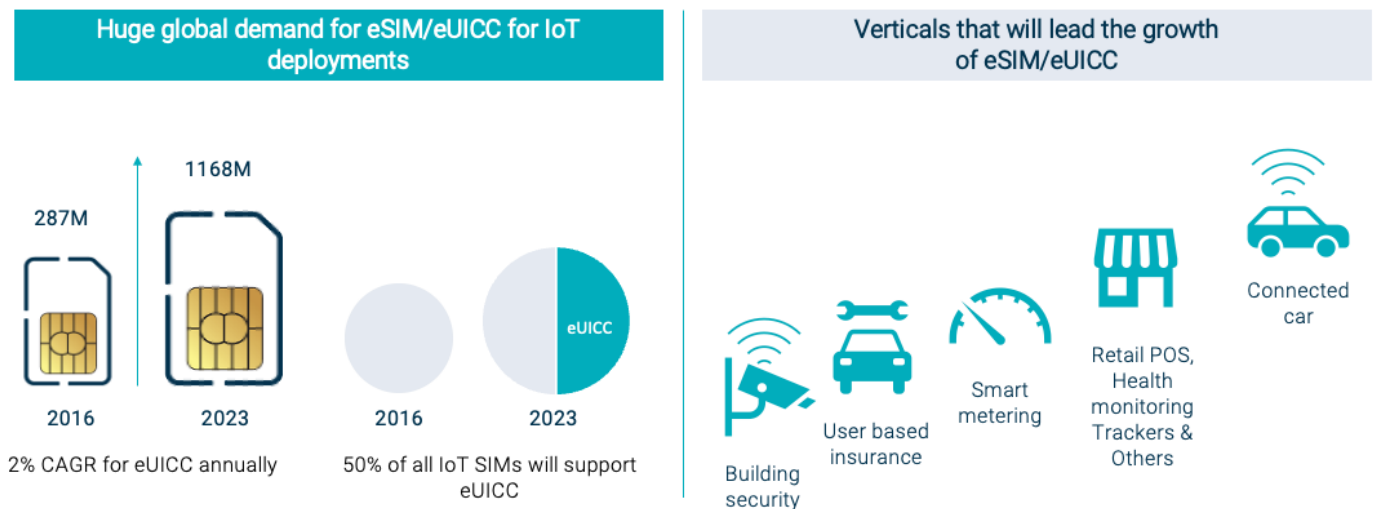 Huge global demand for eSIM/eUICC for IoT
deployments
287M
1168M
2016
2023
2% CAGR for eUICC annually
eUICC
2016
2023
50% of all IoT SIMs will support
eUICC
Verticals that will lead the growth
of eSIM/eUICC
Building
security
User based
insurance
Smart
metering
Retail POS,
Health
monitoring
Trackers &
Others
Connected
car